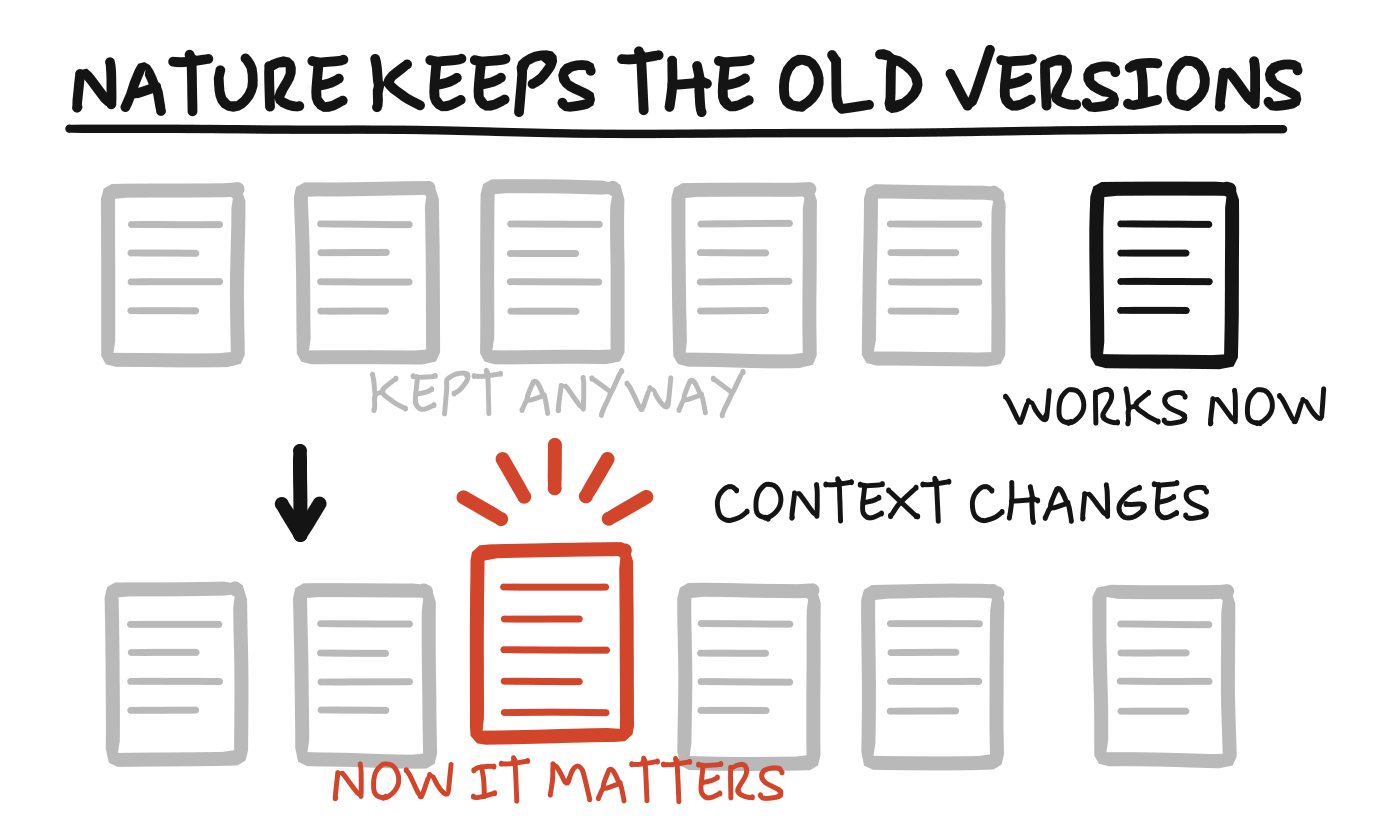 NATURE KEEPS THE OLD VERSIONS
KEPT ANYWAY
WORKS NOW
CONTEXT CHANGES
NOW IT MATTERS